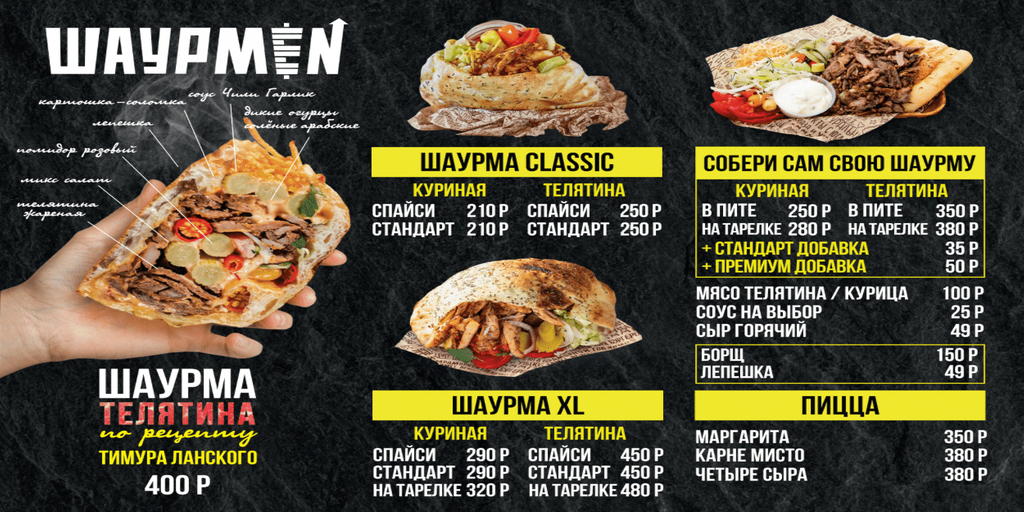 ШАУРМЕN
соус Чили Гарлик
картошка-соломка
дикие огурцы
солёные арабские
лепешка
помидор розовый
микс салат
телятина
жареная
ШАУРМА
ТЕЛЯТИНА
по рецепту
ТИМУРА ЛАНСКОГО
400 Р
ШАУРМА CLASSIC
КУРИНАЯ ТЕЛЯТИНА
СПАЙСИ 210 Р СПАЙСИ 250 Р
СТАНДАРТ 210 Р СТАНДАРТ 250 Р
ШАУРМА XL
КУРИНАЯ ТЕЛЯТИНА
СПАЙСИ 290 Р СПАЙСИ 450 Р
СТАНДАРТ 290 Р СТАНДАРТ 450 Р
НА ТАРЕЛКЕ 320 Р НА ТАРЕЛКЕ 480 Р
СОБЕРИ САМ СВОЮ ШАУРМУ
КУРИНАЯ ТЕЛЯТИНА
В ПИТЕ 250 Р В ПИТЕ 350 Р
НА ТАРЕЛКЕ 280 Р НА ТАРЕЛКЕ 380 Р
+ СТАНДАРТ ДОБАВКА 35 Р
+ ПРЕМИУМ ДОБАВКА 50 Р
МЯСО ТЕЛЯТИНА / КУРИЦА 100 Р
СОУС НА ВЫБОР 25 Р
СЫР ГОРЯЧИЙ 49 Р
БОРЩ 150 Р
ЛЕПЕШКА 49 Р
ПИЦЦА
МАРГАРИТА 350 Р
КАРНЕ МИСТО 380 Р
ЧЕТЫРЕ СЫРА 380 Р